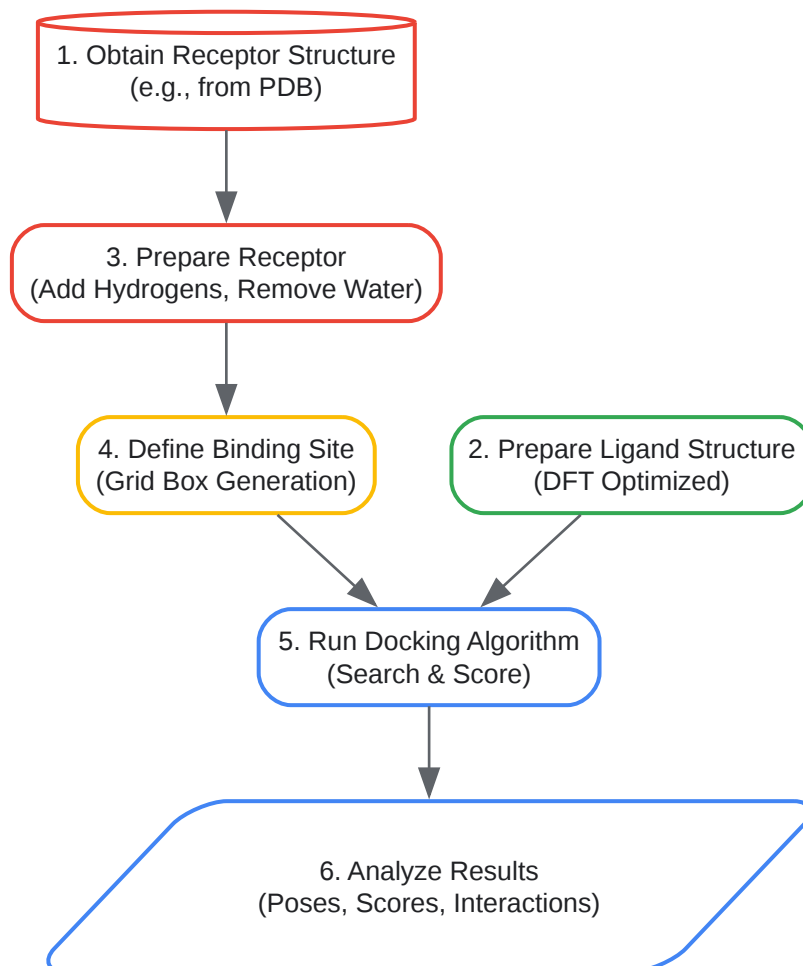 1. Obtain Receptor Structure
(e.g., from PDB)
3. Prepare Receptor
(Add Hydrogens, Remove Water)
4. Define Binding Site
(Grid Box Generation)
2. Prepare Ligand Structure
(DFT Optimized)
5. Run Docking Algorithm
(Search & Score)
6. Analyze Results
(Poses, Scores, Interactions)